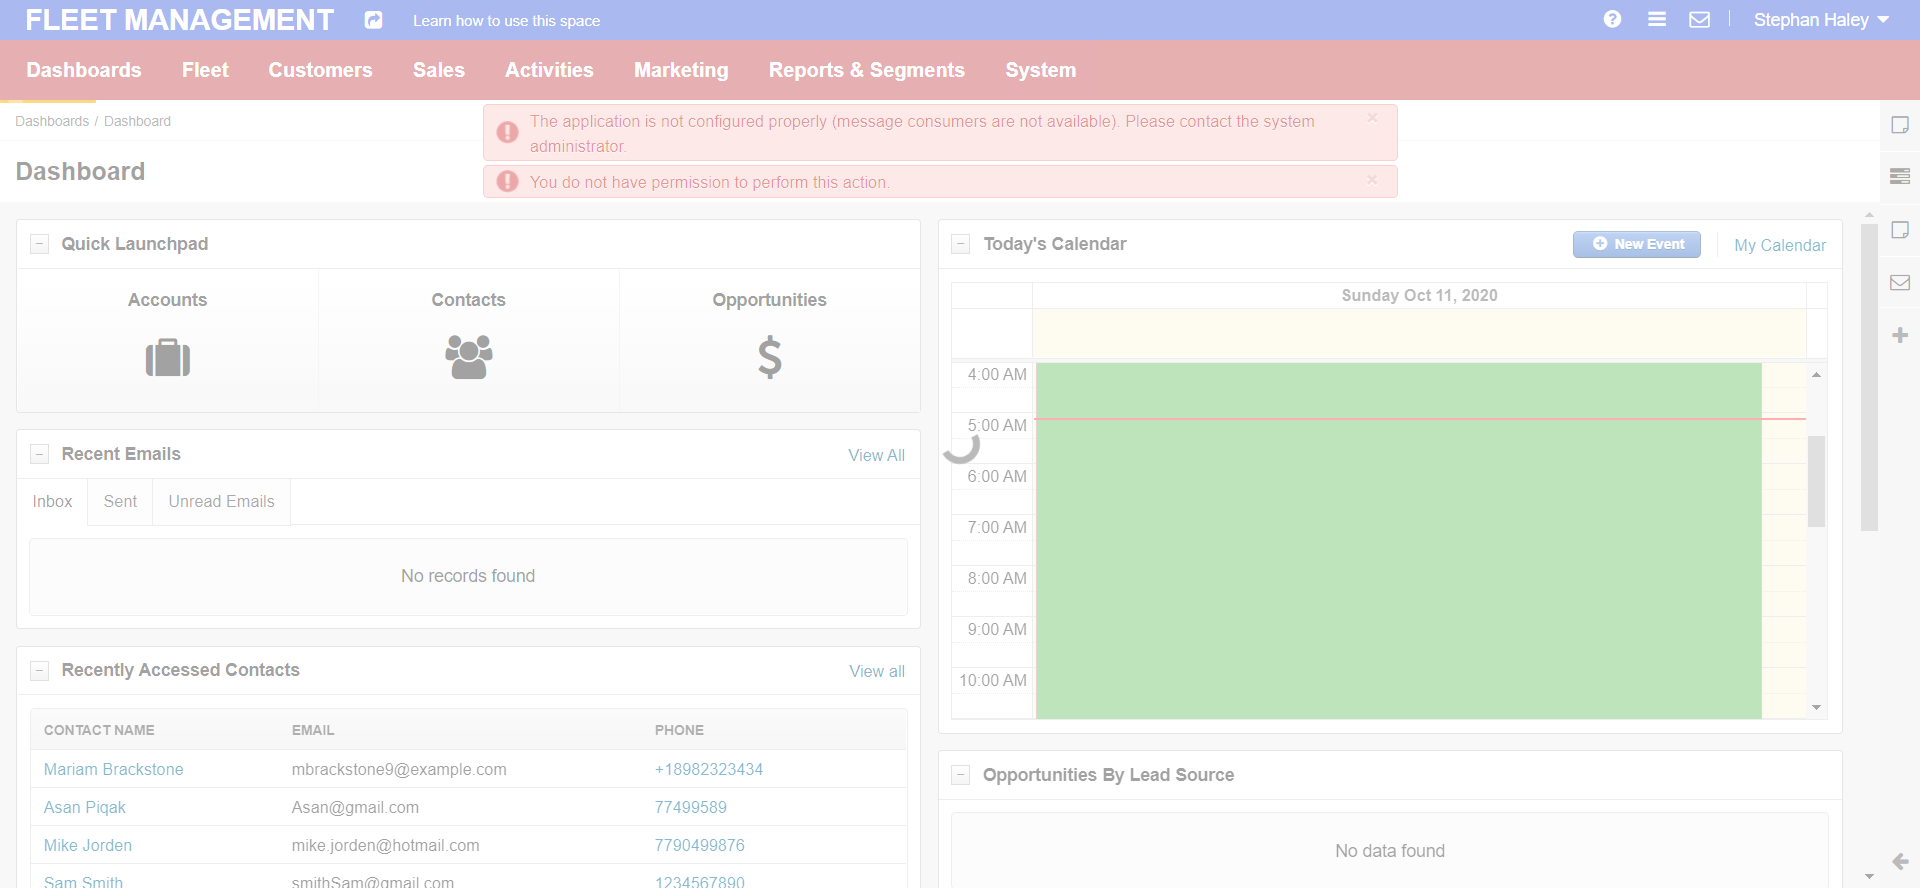 FLEET MANAGEMENT
Learn how to use this space
Stephan Haley
Dashboards Fleet Customers Sales Activities Marketing Reports & Segments System
Dashboards / Dashboard
The application is not configured properly (message consumers are not available). Please contact the system
administrator.
You do not have permission to perform this action.
Dashboard
Quick Launchpad
Accounts Contacts Opportunities
Recent Emails View All
Inbox Sent Unread Emails
No records found
Recently Accessed Contacts View all
CONTACT NAME EMAIL PHONE
Mariam Brackstone mbrackstone9@example.com +18982323434
Asan Piqak Asan@gmail.com 77499589
Mike Jorden mike.jorden@hotmail.com 7790499876
Sam Smith smithSam@gmail.com 1234567890
Today's Calendar New Event My Calendar
Sunday Oct 11, 2020
4:00 AM
5:00 AM
6:00 AM
7:00 AM
8:00 AM
9:00 AM
10:00 AM
Opportunities By Lead Source
No data found